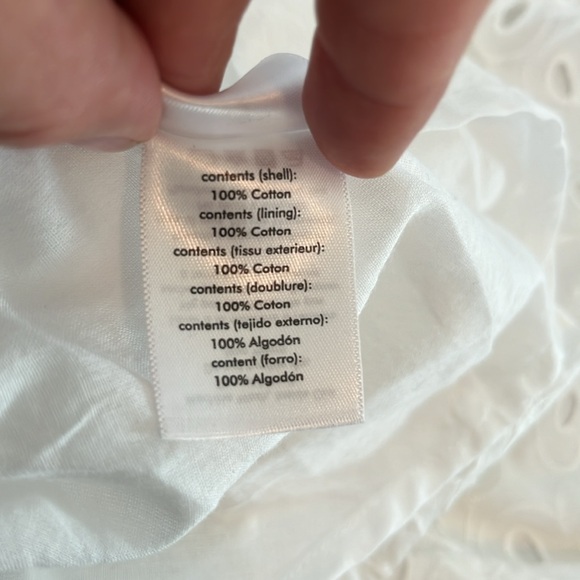 contents (shell):
100% Cotton
contents (lining):
100% Cotton
contents (tissu exterieur):
100% Coton
contents (doublure):
100% Coton
contents (tejido externo):
100% Algodón
content (forro):
100% Algodón